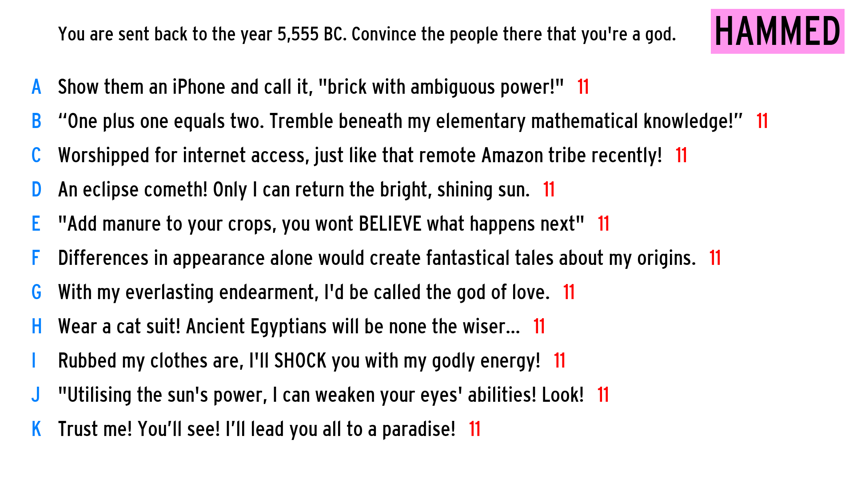 You are sent back to the year 5,555 BC. Convince the people there that you're a god.
HAMMED
A Show them an iPhone and call it, "brick with ambiguous power!" 11
B “One plus one equals two. Tremble beneath my elementary mathematical knowledge!” 11
C Worshipped for internet access, just like that remote Amazon tribe recently! 11
D An eclipse cometh! Only I can return the bright, shining sun. 11
E "Add manure to your crops, you wont BELIEVE what happens next" 11
F Differences in appearance alone would create fantastical tales about my origins. 11
G With my everlasting endearment, I'd be called the god of love. 11
H Wear a cat suit! Ancient Egyptians will be none the wiser... 11
I Rubbed my clothes are, I'll SHOCK you with my godly energy! 11
J "Utilising the sun's power, I can weaken your eyes' abilities! Look! 11
K Trust me! You’ll see! I’ll lead you all to a paradise! 11